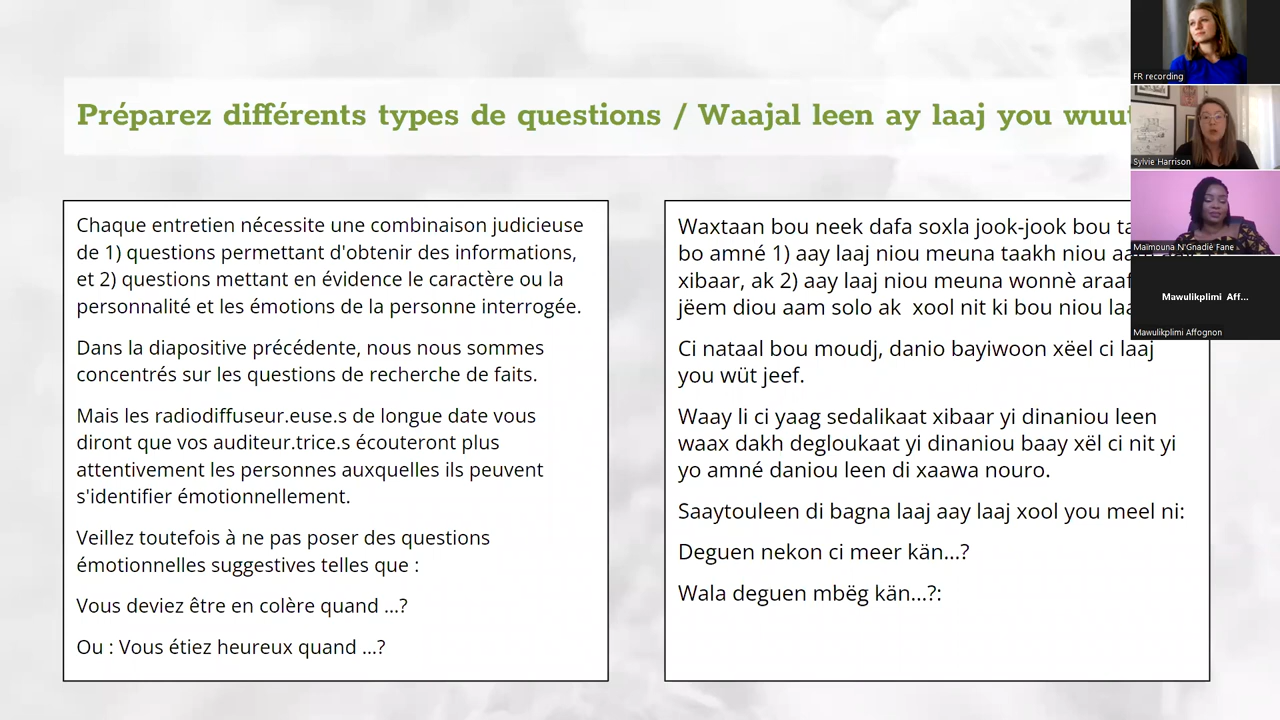 Préparez différents types de questions / Waajal leen ay laaj you
Chaque entretien nécessite une combinaison judicieuse
de 1) questions permettant d'obtenir des informations,
et 2) questions mettant en évidence le caractère ou la
personnalité et les émotions de la personne interrogée.
Dans la diapositive précédente, nous nous sommes
concentrés sur les questions de recherche de faits.
Mais les radiodiffuseur.euse.s de longue date vous
diront que vos auditeur.trice.s écouteront plus
attentivement les personnes auxquelles ils peuvent
s'identifier émotionnellement.
Veillez toutefois à ne pas poser des questions
émotionnelles suggestives telles que :
Vous deviez être en colère quand ...?
Ou : Vous étiez heureux quand ...?
Waxtaan bou neek dafa soxla jook-jook bou
bo amné 1) aay laaj niou meuna taakh niou
xibaar, ak 2) aay laaj niou meuna wonnè
jëem diou aam solo ak xool nit ki bou niou
Ci nataal bou moudj, danio bayiwoon xëel ci laaj
you wüt jeef.
Waay li ci yaag sedalikaat xibaar yi dinaniou leen
waax dakh degloukaat yi dinaniou baay xël ci nit yi
yo amné daniou leen di xaawa nouro.
Saaytouleen di bagna laaj aay laaj xool you meel ni:
Deguen nekon ci meer kän...?
Wala deguen mbëg kän...?:
FR recording
Sylvie Harrison
Maïmouna N'Gnadié Fane
Mawulikplimi Aff...
Mawulikplimi Affognon